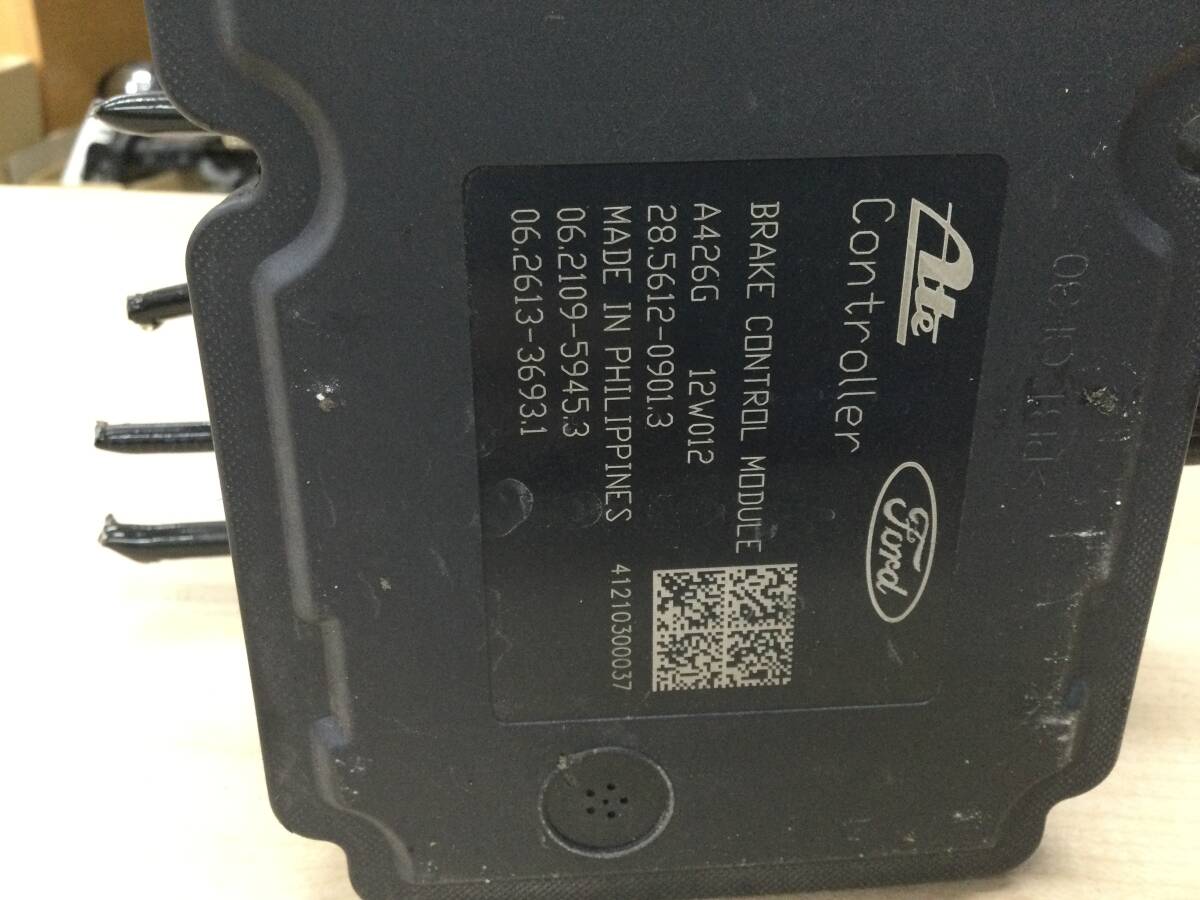 Ate
Controller
Ford
BRAKE CONTROL MODULE
A426G 12W012
28.5612-0901.3
MADE IN PHILIPPINES
41210300037
06.2109-5945.3
06.2613-3693.1